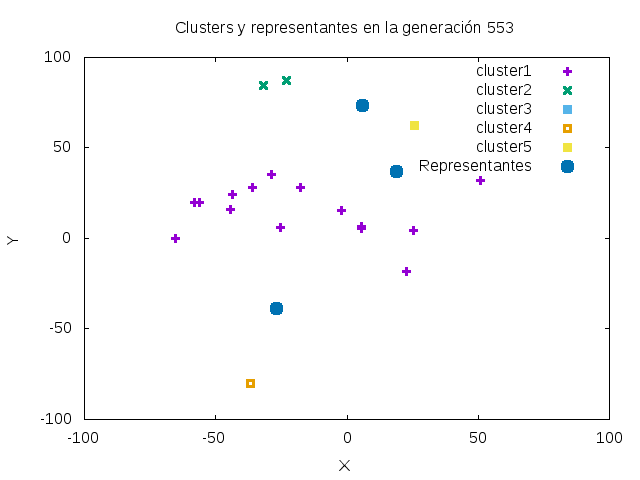 Clusters y representantes en la generación 553
100
50
0
-50
-100
-100
-50
0
50
100
Y
X
cluster1
cluster2
cluster3
cluster4
cluster5
Representantes